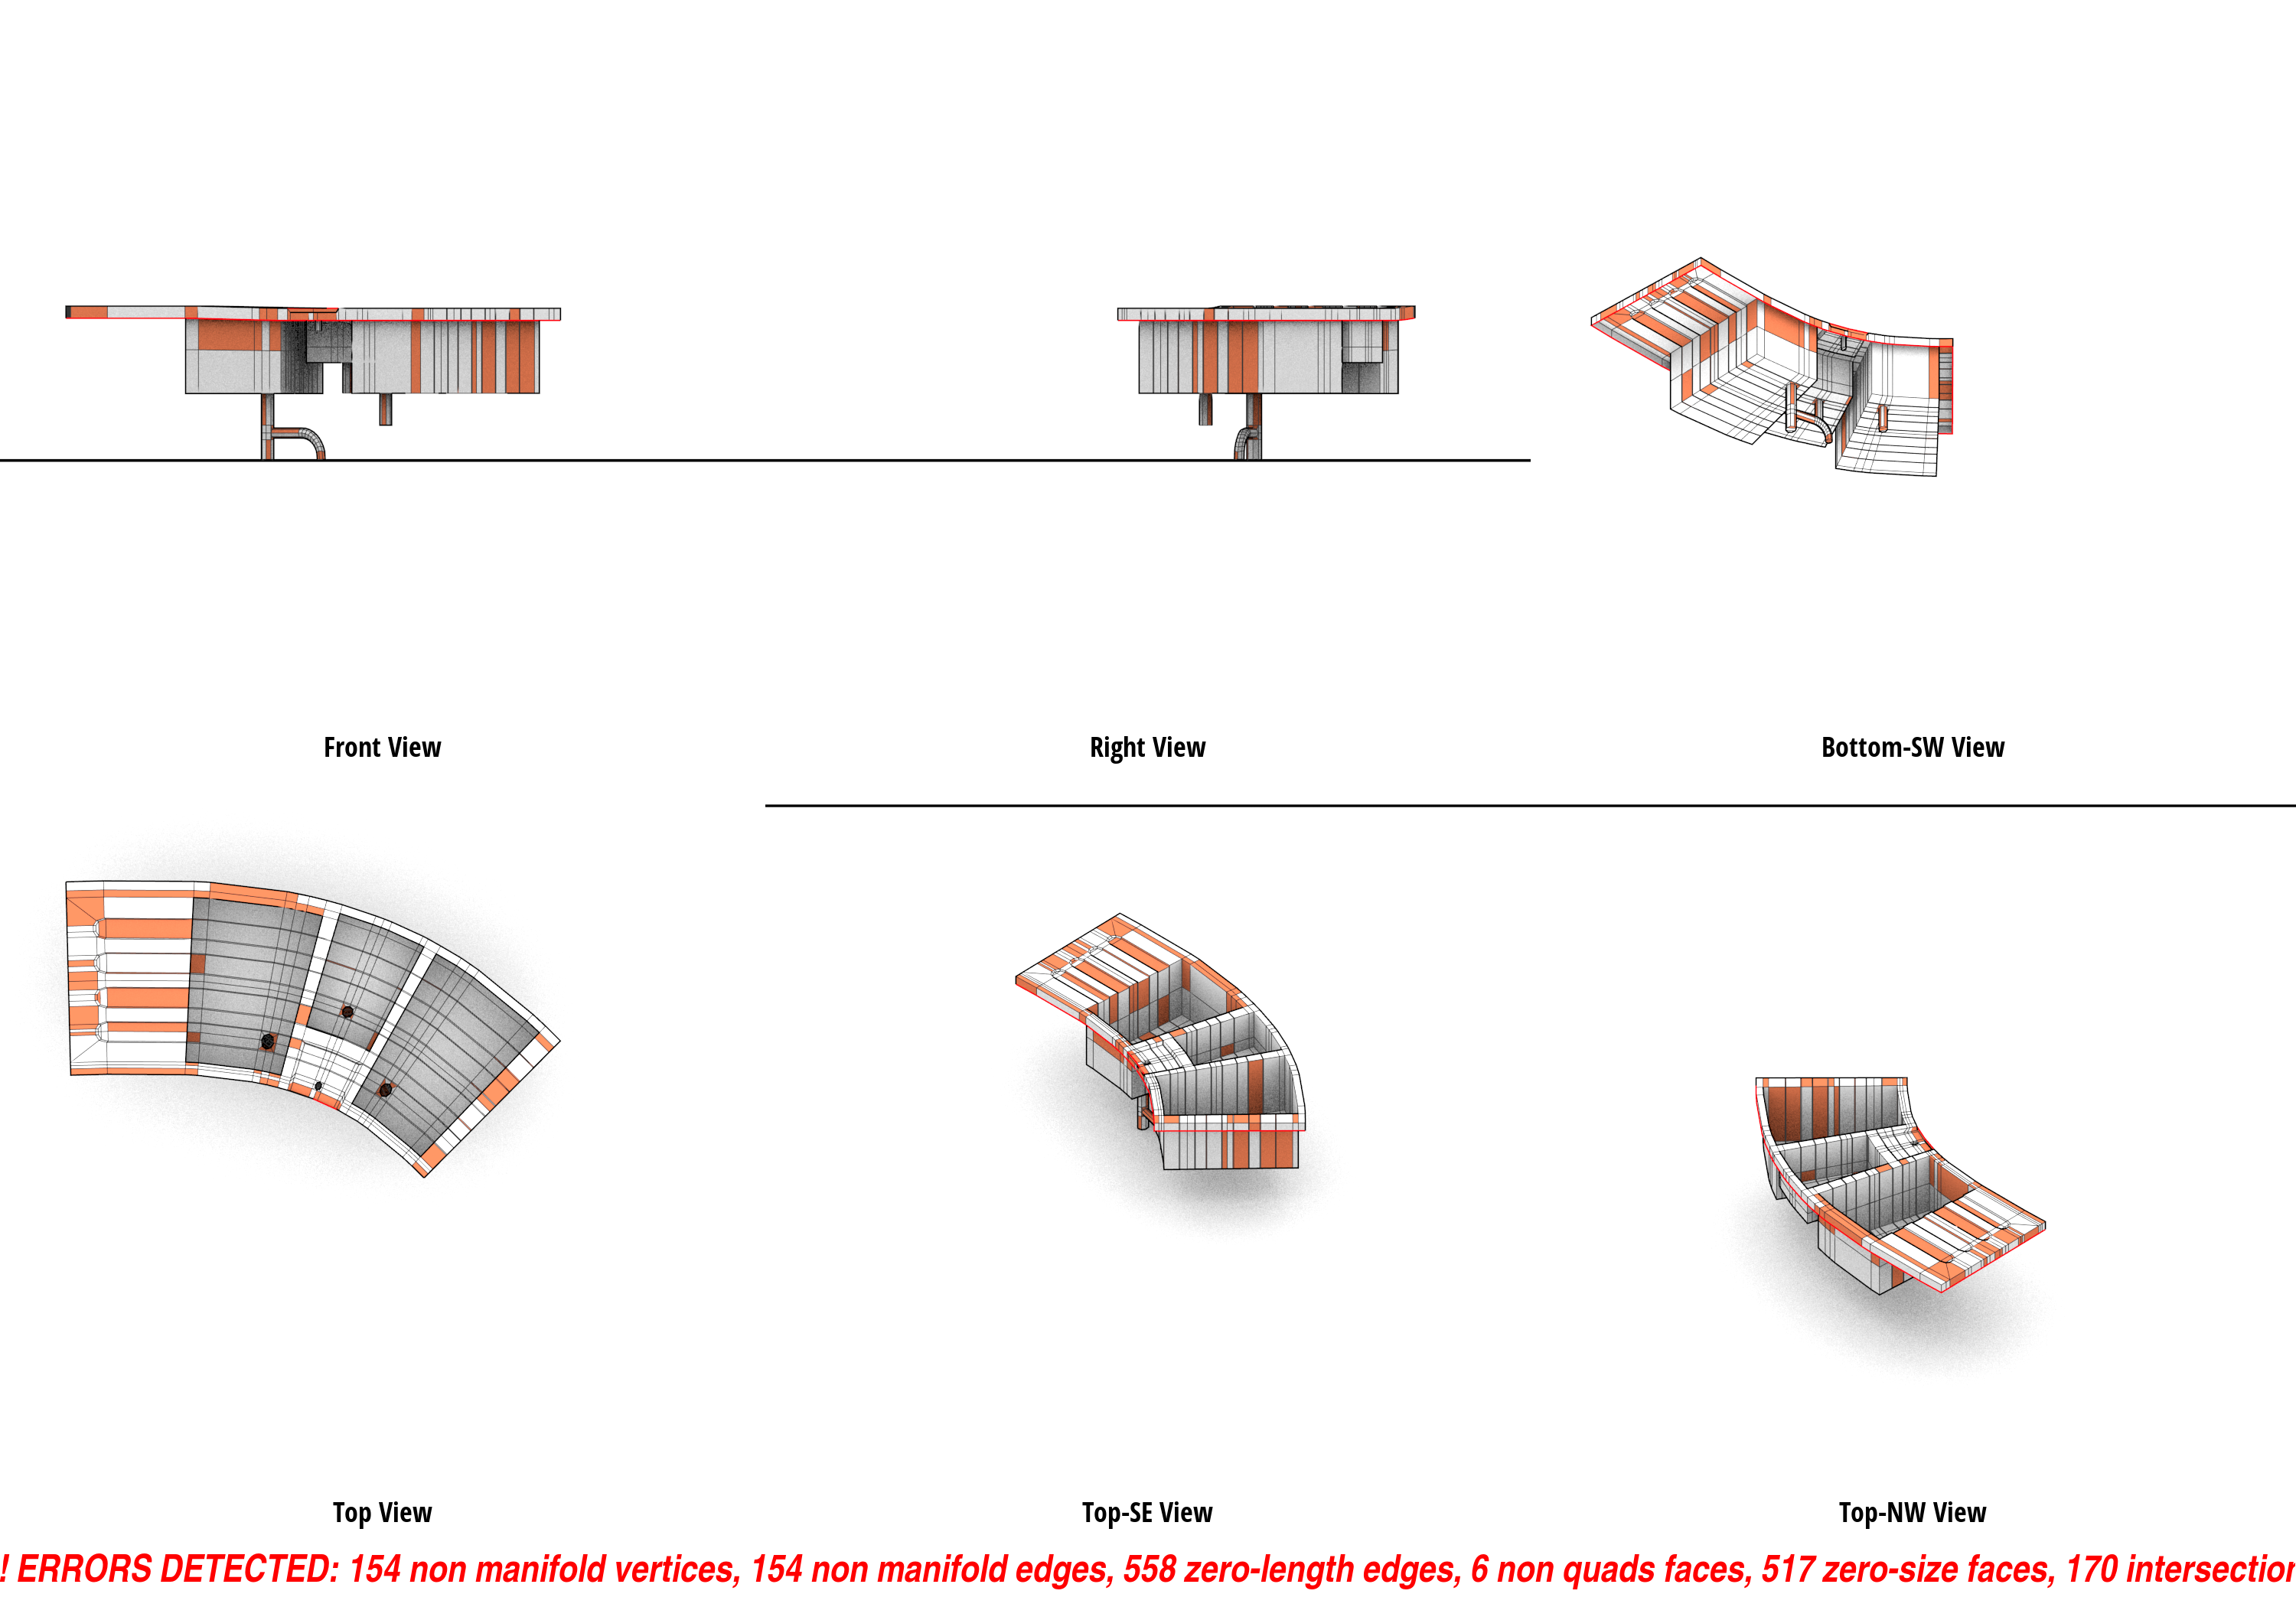 Front View
Right View
Bottom-SW View
Top View
Top-SE View
Top-NW View
! ERRORS DETECTED: 154 non manifold vertices, 154 non manifold edges, 558 zero-length edges, 6 non quads faces, 517 zero-size faces, 170 intersection